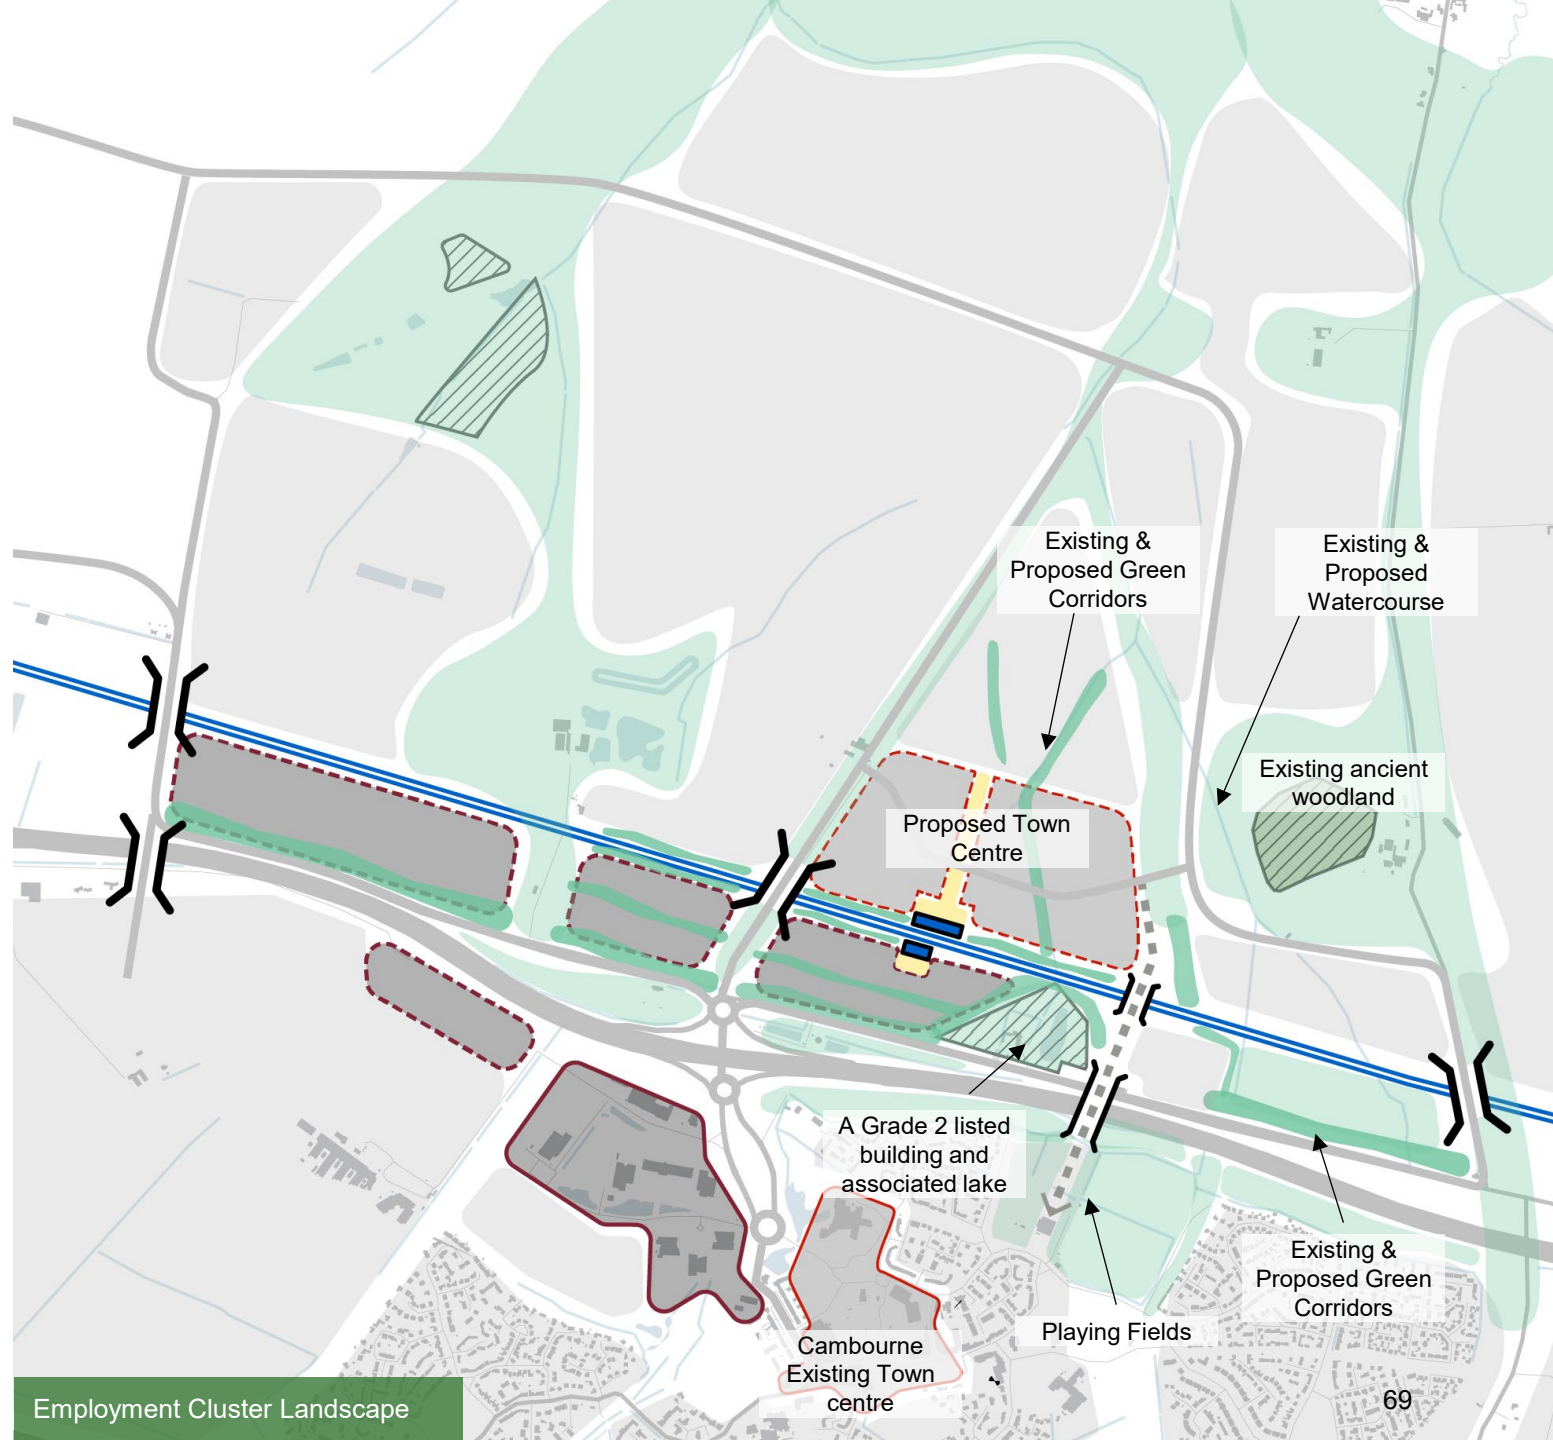 Existing &
Proposed Green
Corridors
Existing &
Proposed
Watercourse
Existing ancient
woodland
Proposed Town
Centre
A Grade 2 listed
building and
associated lake
Existing &
Proposed Green
Corridors
Playing Fields
Cambourne
Existing Town
centre
Employment Cluster Landscape
69